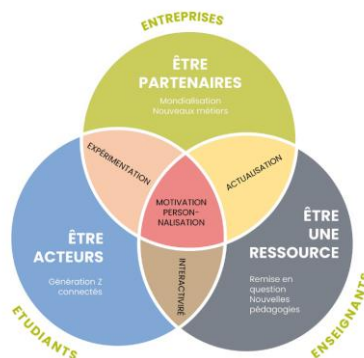 ENTREPRISES
ÊTRE
PARTENAIRES
Mondialisation
Nouveaux métiers
EXPÉRIMENTATION
ACTUALISATION
MOTIVATION
PERSON-
NALISATION
ÊTRE
ACTEURS
Génération Z
connectés
ÊTRE
UNE
RESSOURCE
Remise en
question
Nouvelles
pédagogies
INTERACTIVIRÉ
ETUDIANTS
ENSEIGNANTS